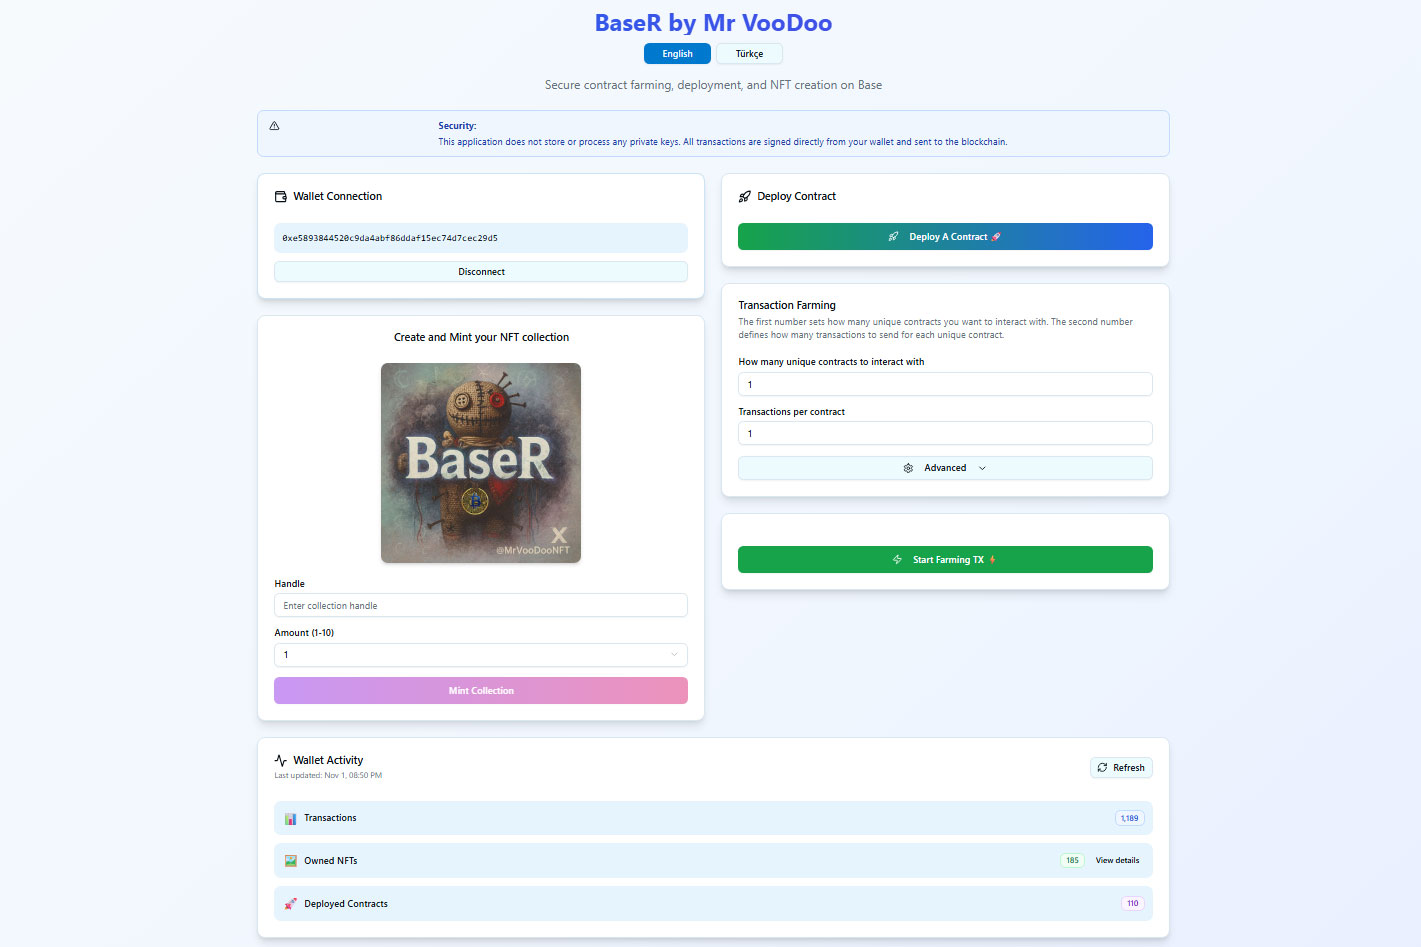 BaseR by Mr VooDoo
English
Türkçe
Secure contract farming, deployment, and NFT creation on Base
Security:
This application does not store or process any private keys. All transactions are signed directly from your wallet and sent to the blockchain.
Wallet Connection
0xe5893844520c9da4abf86ddaf15ec74d7cec29d5
Disconnect
Create and Mint your NFT collection
BaseR
X
@MrVooDooNFT
Handle
Enter collection handle
Amount (1-10)
1
Mint Collection
Deploy Contract
Deploy A Contract 🚀
Transaction Farming
The first number sets how many unique contracts you want to interact with. The second number
defines how many transactions to send for each unique contract.
How many unique contracts to interact with
1
Transactions per contract
1
Advanced
Start Farming TX ⚡
Wallet Activity
Last updated: Nov 1, 08:50 PM
Refresh
Transactions
1,189
Owned NFTs
185
View details
Deployed Contracts
110